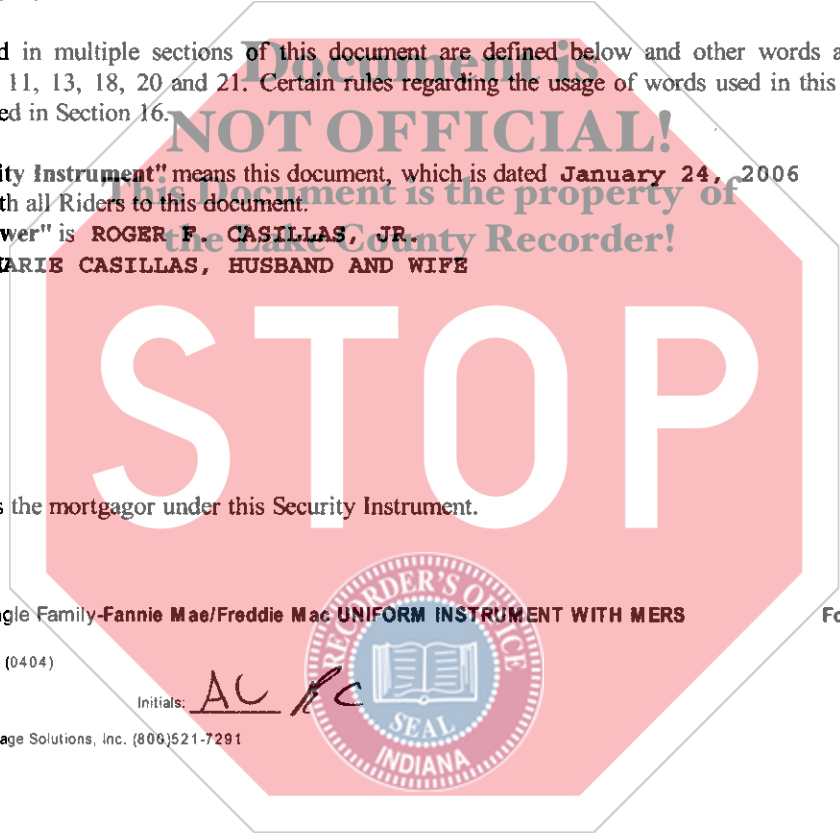 d in multiple sections of this document are defined below and other words a
11, 13, 18, 20 and 21. Certain rules regarding the usage of words used in this
ed in Section 16.
Document is
NOT OFFICIAL!
This Document is the property of
the Lake County Recorder!
ity Instrument" means this document, which is dated January 24, 2006
th all Riders to this document.
wer" is ROGER F. CASILLAS, JR.
MARIE CASILLAS, HUSBAND AND WIFE
STOP
s the mortgagor under this Security Instrument.
gle Family-Fannie Mae/Freddie Mac UNIFORM INSTRUMENT WITH MERS Fo
(0404)
Initials: AC RC
age Solutions, Inc. (800)521-7291
RECORDER'S OFFICE
SEAL
INDIANA